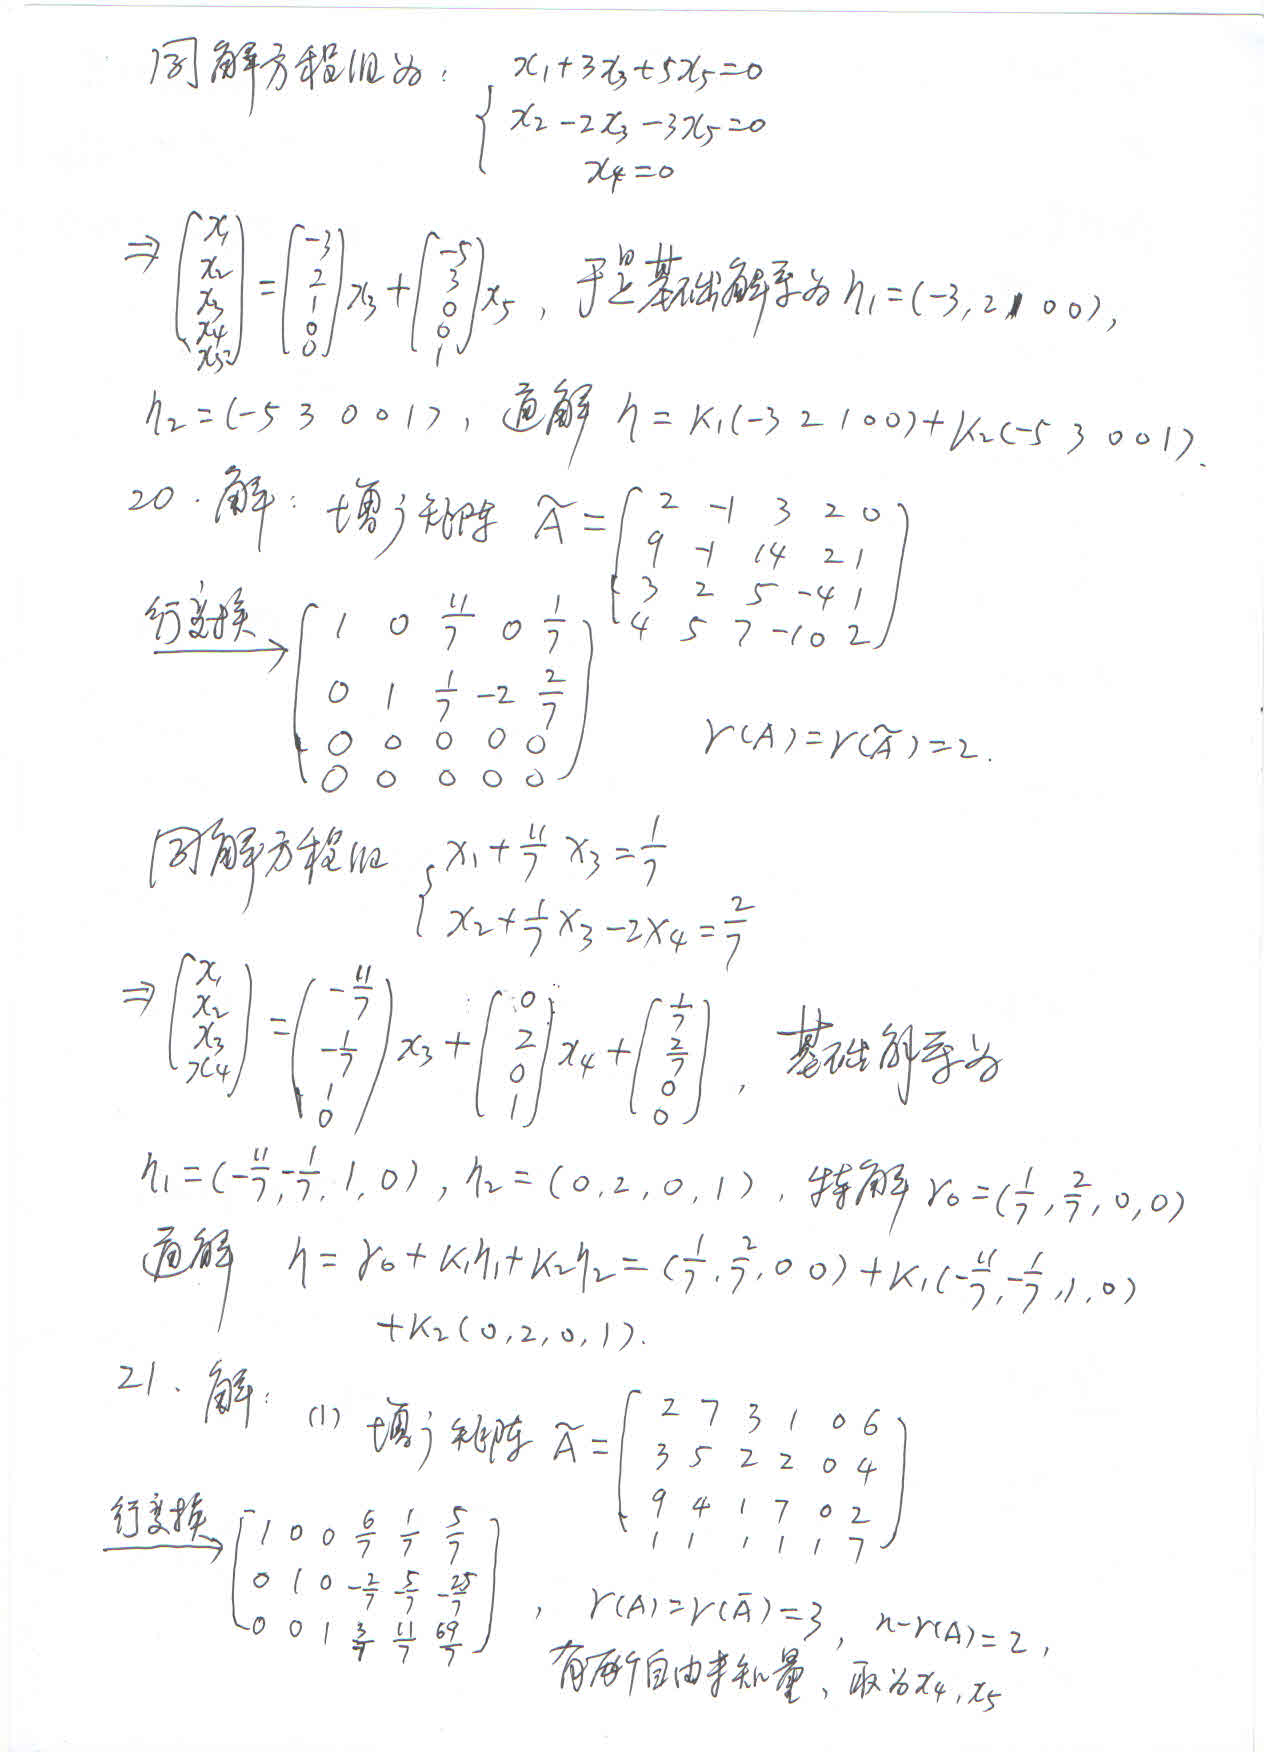 同解方程组为: { x₁+3x₃+5x₅=0
x₂-2x₃-3x₅=0
x₄=0
⇒ (x₁ x₂ x₃ x₄ x₅) = (-3 2 1 0 0) x₃ + (-5 3 0 0 1) x₅, 于是基础解系为 η₁=(-3,2 1 0 0),
η₂=(-5 3 0 0 1), 通解 η=K₁(-3 2 1 0 0)+K₂(-5 3 0 0 1).
20. 解: 增广矩阵 Ã = ( 2 -1 3 2 0
9 -1 14 2 1
3 2 5 -4 1
4 5 7 -10 2 )
行变换→ ( 1 0 11/7 0 1/7
0 1 1/7 -2 2/7
0 0 0 0 0
0 0 0 0 0 ) r(A)=r(Ã)=2.
同解方程组 { x₁+11/7 x₃=1/7
x₂+1/7 x₃-2x₄=2/7
⇒ (x₁ x₂ x₃ x₄) = (-11/7 -1/7 1 0) x₃ + (0 2 0 1) x₄ + (1/7 2/7 0 0), 基础解系为
η₁=(-11/7,-1/7,1,0), η₂=(0,2,0,1), 特解 γ₀=(1/7,2/7,0,0)
通解 η=γ₀+K₁η₁+K₂η₂=(1/7,2/7,0 0)+K₁(-11/7,-1/7,1,0)
+K₂(0,2,0,1).
21. 解: (1) 增广矩阵 Ã = ( 2 7 3 1 0 6
3 5 2 2 0 4
9 4 1 7 0 2
1 1 1 1 1 7 )
行变换→ ( 1 0 0 6/7 1/7 5/7
0 1 0 -2/7 -5/7 -25/7
0 0 1 3/7 11/7 69/7 ), r(A)=r(Ā)=3, n-r(A)=2,
有两个自由未知量, 取为x₄,x₅